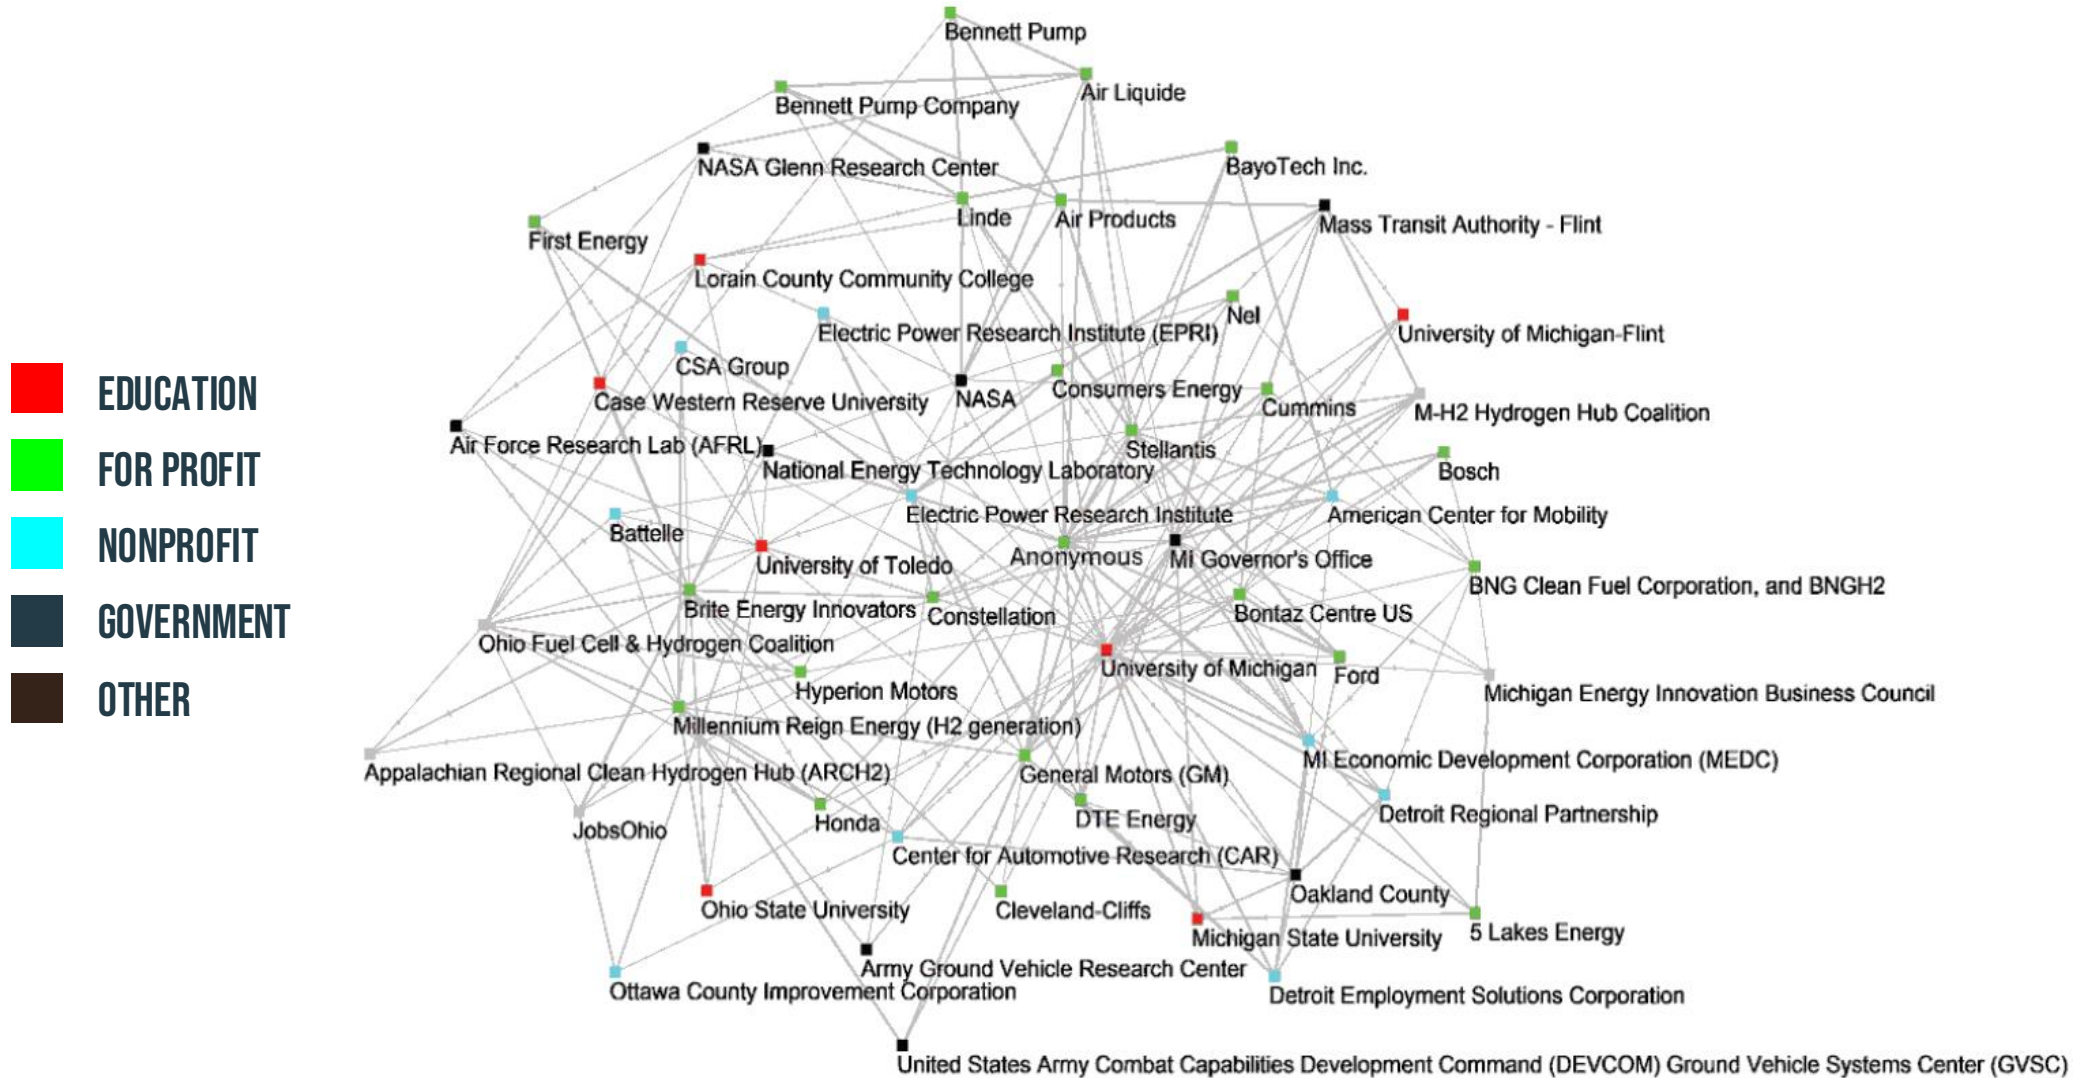 Bennett Pump
Air Liquide
Bennett Pump Company
NASA Glenn Research Center
BayoTech Inc.
Linde
Air Products
Mass Transit Authority - Flint
First Energy
Lorain County Community College
Nel
Electric Power Research Institute (EPRI)
University of Michigan-Flint
CSA Group
EDUCATION
Case Western Reserve University
NASA
Consumers Energy
Cummins
M-H2 Hydrogen Hub Coalition
Air Force Research Lab (AFRL)
Stellantis
FOR PROFIT
National Energy Technology Laboratory
Bosch
Electric Power Research Institute
American Center for Mobility
Battelle
NONPROFIT
Anonymous
MI Governor's Office
University of Toledo
BNG Clean Fuel Corporation, and BNGH2
Brite Energy Innovators
Constellation
Bontaz Centre US
GOVERNMENT
Ohio Fuel Cell & Hydrogen Coalition
University of Michigan
Ford
Hyperion Motors
Michigan Energy Innovation Business Council
OTHER
Millennium Reign Energy (H2 generation)
MI Economic Development Corporation (MEDC)
Appalachian Regional Clean Hydrogen Hub (ARCH2)
General Motors (GM)
JobsOhio
Honda
DTE Energy
Detroit Regional Partnership
Center for Automotive Research (CAR)
Oakland County
Ohio State University
Cleveland-Cliffs
Michigan State University
5 Lakes Energy
Army Ground Vehicle Research Center
Ottawa County Improvement Corporation
Detroit Employment Solutions Corporation
United States Army Combat Capabilities Development Command (DEVCOM) Ground Vehicle Systems Center (GVSC)